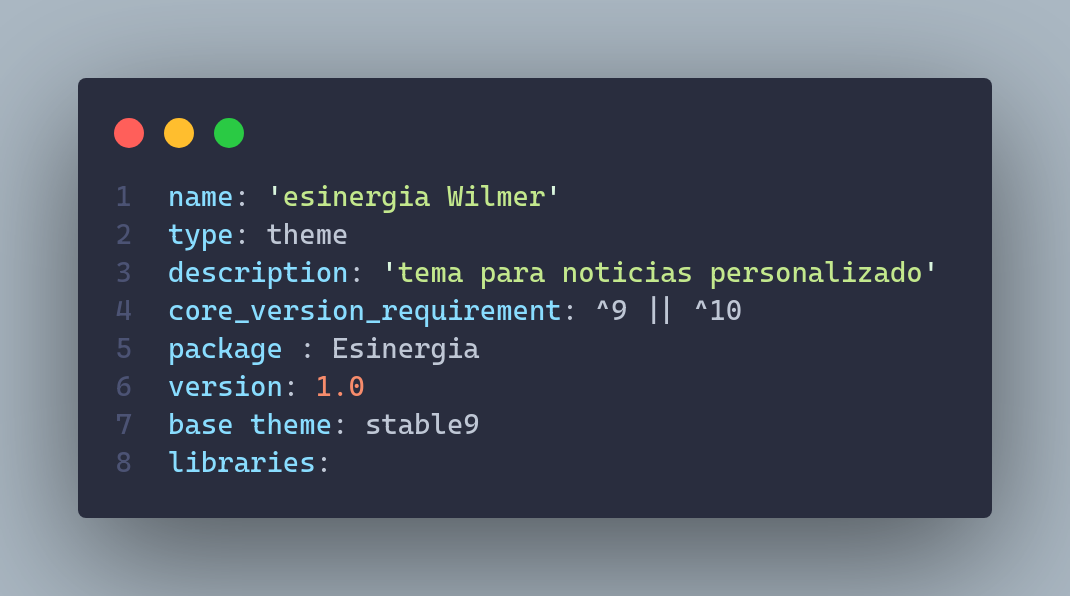 1 name: 'esinergia Wilmer'
2 type: theme
3 description: 'tema para noticias personalizado'
4 core_version_requirement: ^9 || ^10
5 package : Esinergia
6 version: 1.0
7 base theme: stable9
8 libraries: